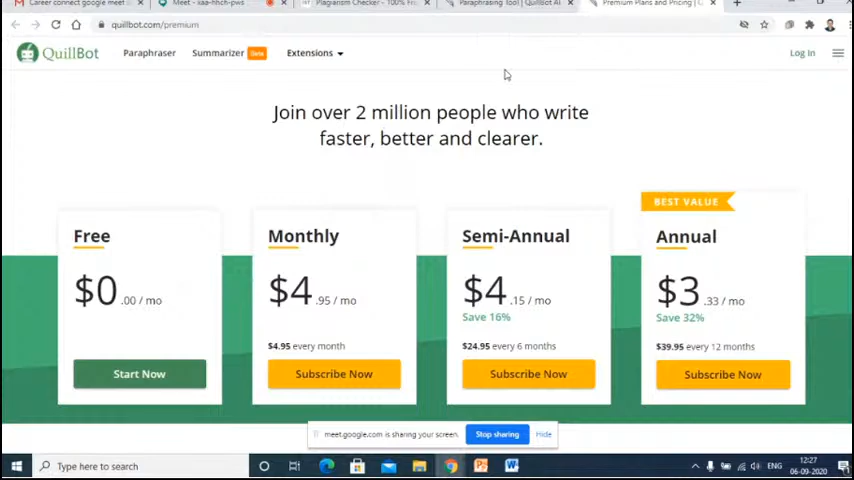 Career connect google meet
Meet - xaa-hhch-pws
Plagiarism Checker - 100% Fr
Paraphrasing Tool | QuillBot AI
Premium Plans and Pricing |
quillbot.com/premium
QuillBot
Paraphraser
Summarizer
Beta
Extensions
Log In
Join over 2 million people who write
faster, better and clearer.
BEST VALUE
Free
Monthly
Semi-Annual
Annual
$0 .00 / mo
$4 .95 / mo
$4 .15 / mo
$3 .33 / mo
Save 16%
Save 32%
$4.95 every month
$24.95 every 6 months
$39.95 every 12 months
Start Now
Subscribe Now
Subscribe Now
Subscribe Now
meet.google.com is sharing your screen.
Stop sharing
Hide
Type here to search
ENG
12:27
06-09-2020